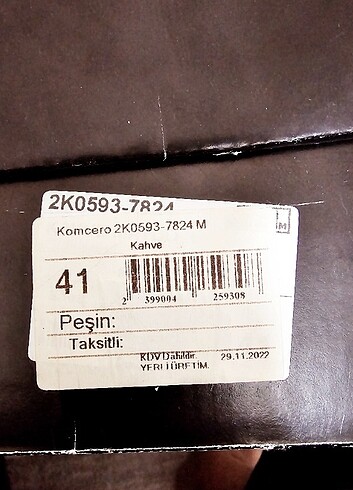 2K0593-7824
Komcero 2K0593-7824 M
Kahve
41
2 399004 259308
Peşin:
Taksitli:
KDV Dahildir. 29.11.2022
YERLİ ÜRETİM.